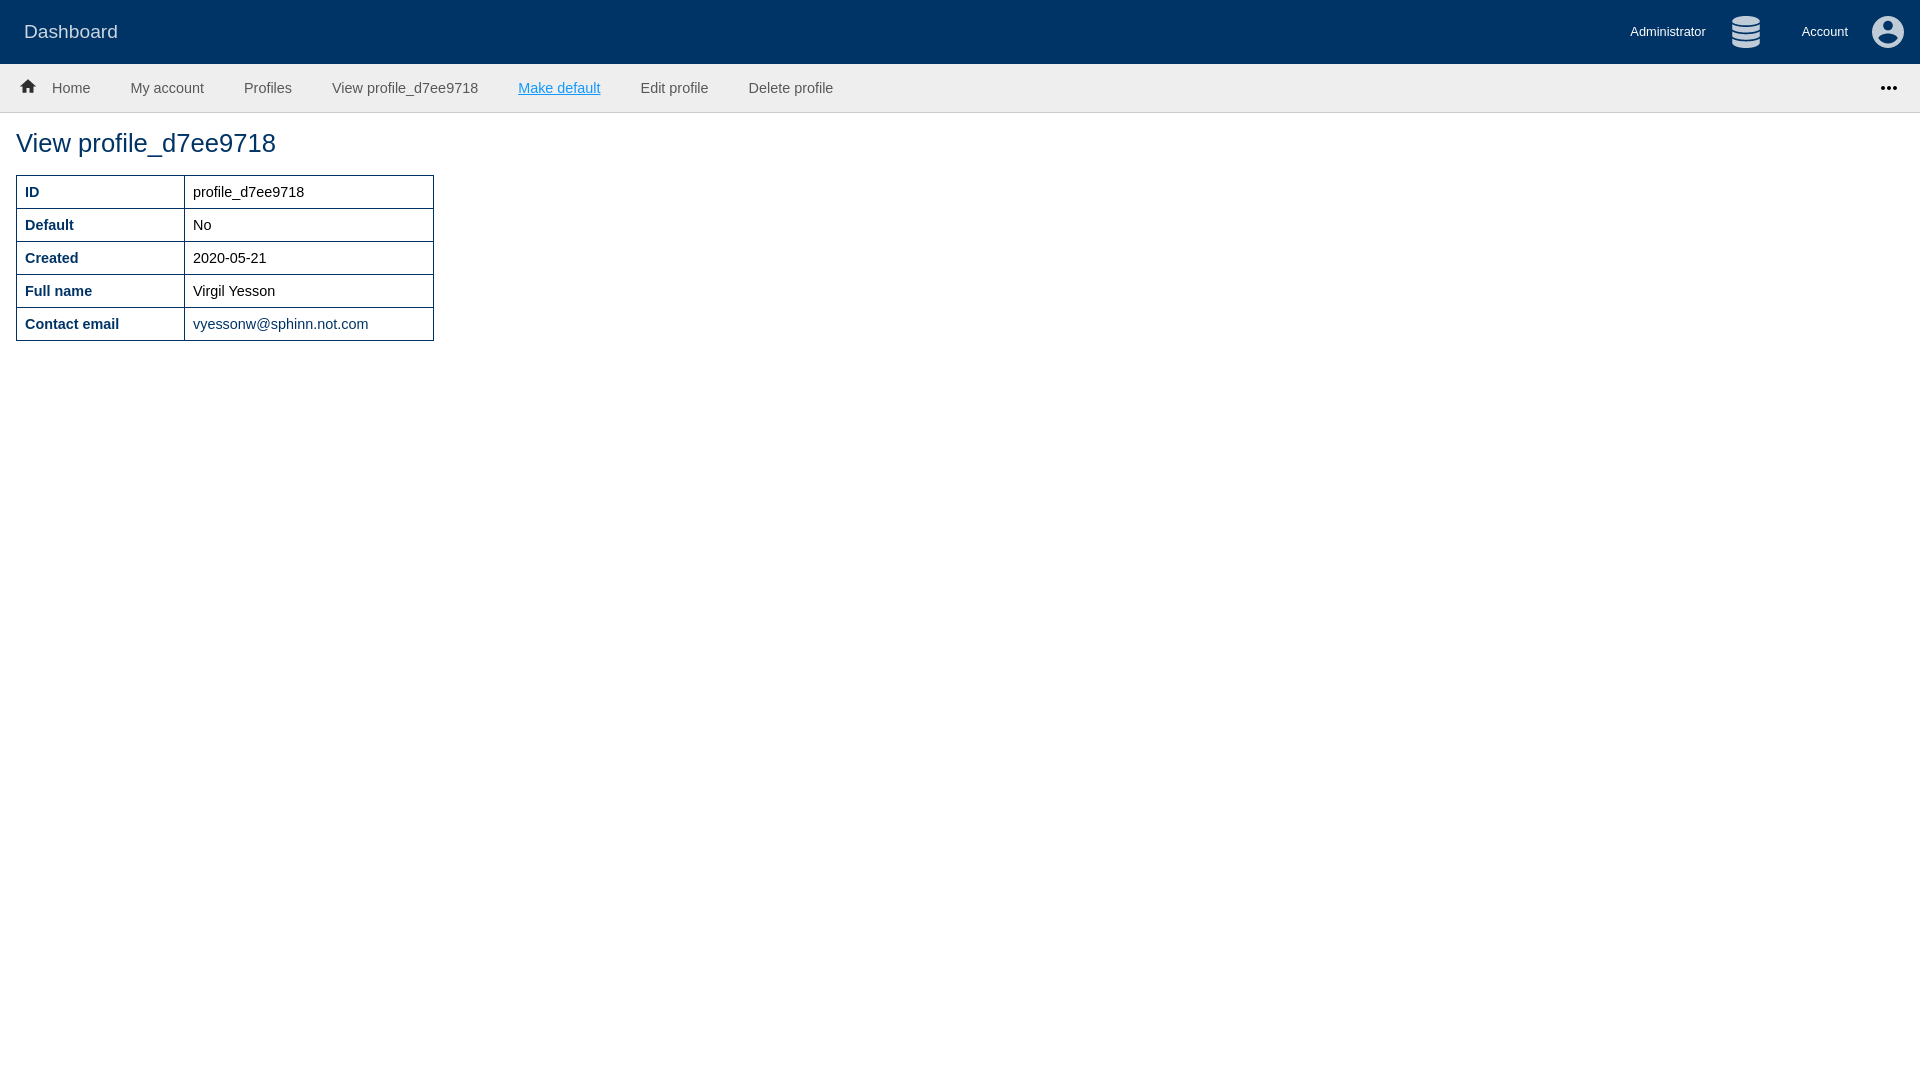 Dashboard
Administrator
Account
Home
My account
Profiles
View profile_d7ee9718
Make default
Edit profile
Delete profile
View profile_d7ee9718
ID profile_d7ee9718
Default No
Created 2020-05-21
Full name Virgil Yesson
Contact email vyessonw@sphinn.not.com